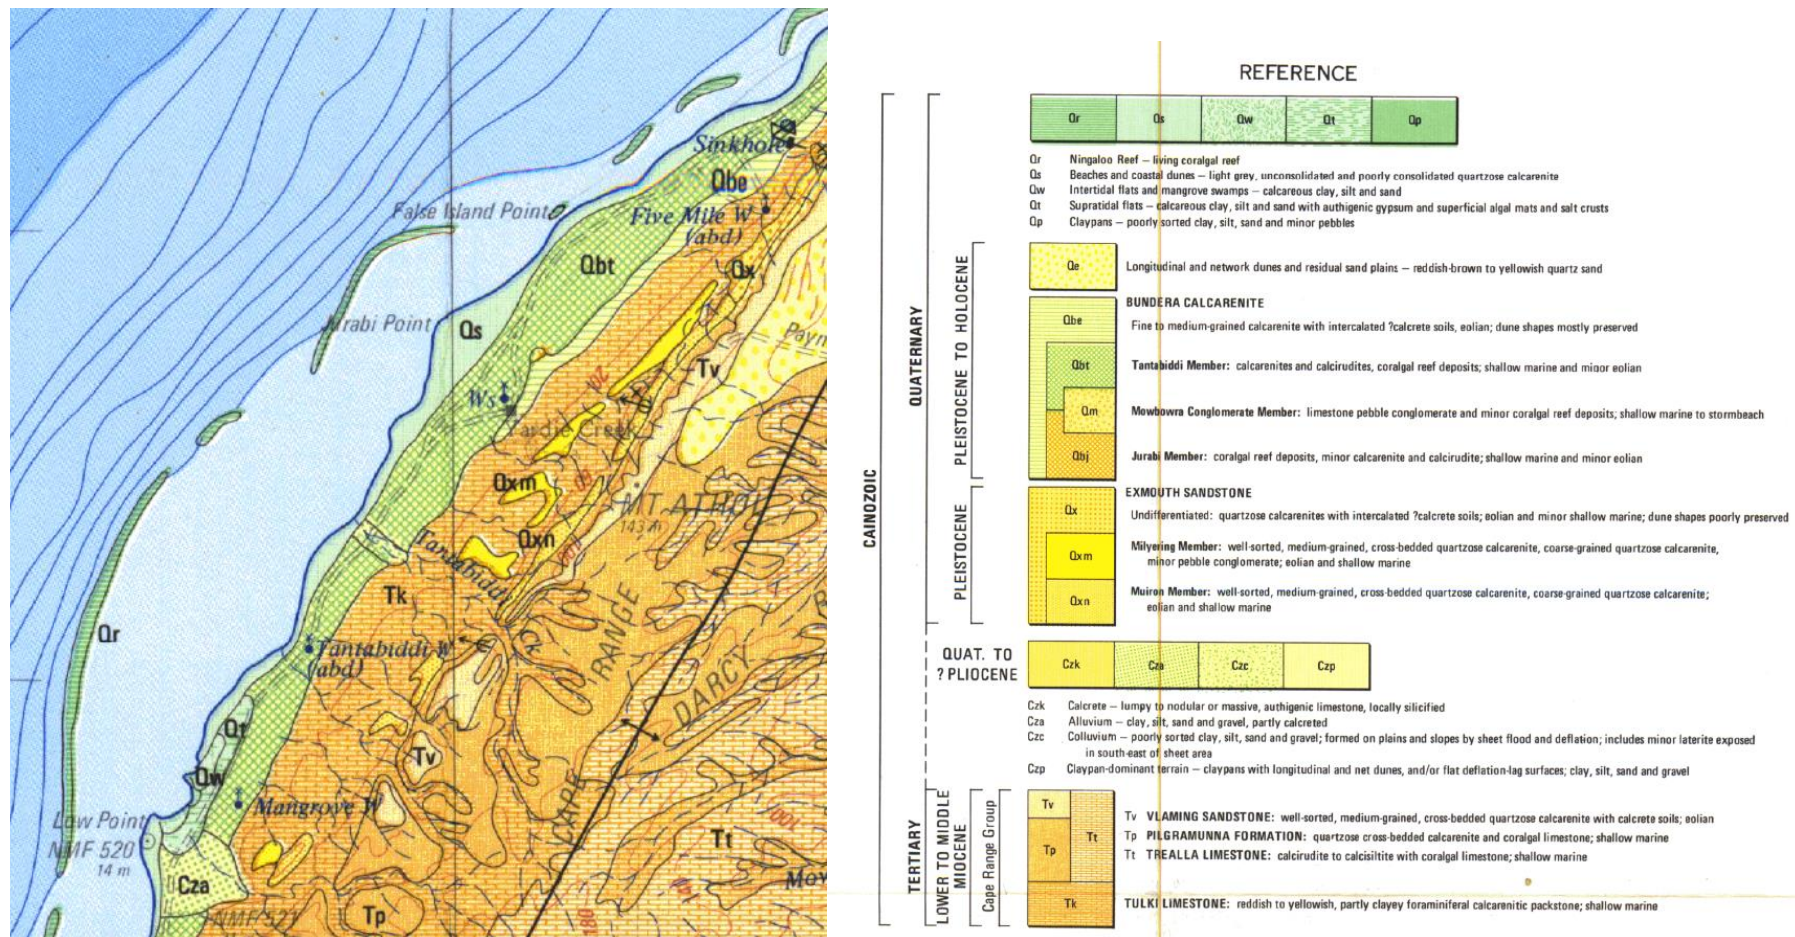 Sinkhole
Qbe
False Island Point
Five Mile W
(abd)
Qbt
Qx
Jurabi Point
Qs
Payn
Tv
201
Ws
Yardie Creek
Qxm
MT ATHOL
143 m
Qxn
Tantabiddi
Ck
Tk
Qr
Tantabiddi W
(abd)
RANGE
DARCY
Qt
Tv
Qw
Mangrove W
CAPE
100
Low Point
NMF 520
14 m
Tt
Cza
Mow
NMF 521
Tp
180
REFERENCE
Qr Qs Qw Qt Qp
Qr Ningaloo Reef – living coralgal reef
Qs Beaches and coastal dunes – light grey, unconsolidated and poorly consolidated quartzose calcarenite
Qw Intertidal flats and mangrove swamps – calcareous clay, silt and sand
Qt Supratidal flats – calcareous clay, silt and sand with authigenic gypsum and superficial algal mats and salt crusts
Qp Claypans – poorly sorted clay, silt, sand and minor pebbles
CAINOZOIC
QUATERNARY
PLEISTOCENE TO HOLOCENE
Qe Longitudinal and network dunes and residual sand plains – reddish-brown to yellowish quartz sand
BUNDERA CALCARENITE
Qbe Fine to medium-grained calcarenite with intercalated ?calcrete soils, eolian; dune shapes mostly preserved
Qbt Tantabiddi Member: calcarenites and calcirudites, coralgal reef deposits; shallow marine and minor eolian
Qm Mowbowra Conglomerate Member: limestone pebble conglomerate and minor coralgal reef deposits; shallow marine to stormbeach
Qbj Jurabi Member: coralgal reef deposits, minor calcarenite and calcirudite; shallow marine and minor eolian
PLEISTOCENE
EXMOUTH SANDSTONE
Qx Undifferentiated: quartzose calcarenites with intercalated ?calcrete soils; eolian and minor shallow marine; dune shapes poorly preserved
Qxm Milyering Member: well-sorted, medium-grained, cross-bedded quartzose calcarenite, coarse-grained quartzose calcarenite,
minor pebble conglomerate; eolian and shallow marine
Qxn Muiron Member: well-sorted, medium-grained, cross-bedded quartzose calcarenite, coarse-grained quartzose calcarenite;
eolian and shallow marine
QUAT. TO
? PLIOCENE
Czk Cza Czc Czp
Czk Calcrete – lumpy to nodular or massive, authigenic limestone, locally silicified
Cza Alluvium – clay, silt, sand and gravel, partly calcreted
Czc Colluvium – poorly sorted clay, silt, sand and gravel; formed on plains and slopes by sheet flood and deflation; includes minor laterite exposed
in south-east of sheet area
Czp Claypan-dominant terrain – claypans with longitudinal and net dunes, and/or flat deflation-lag surfaces; clay, silt, sand and gravel
TERTIARY
LOWER TO MIDDLE
MIOCENE
Cape Range Group
Tv
Tp
Tt
Tk
Tv VLAMING SANDSTONE: well-sorted, medium-grained, cross-bedded quartzose calcarenite with calcrete soils; eolian
Tp PILGRAMUNNA FORMATION: quartzose cross-bedded calcarenite and coralgal limestone; shallow marine
Tt TREALLA LIMESTONE: calcirudite to calcisiltite with coralgal limestone; shallow marine
TULKI LIMESTONE: reddish to yellowish, partly clayey foraminiferal calcarenitic packstone; shallow marine